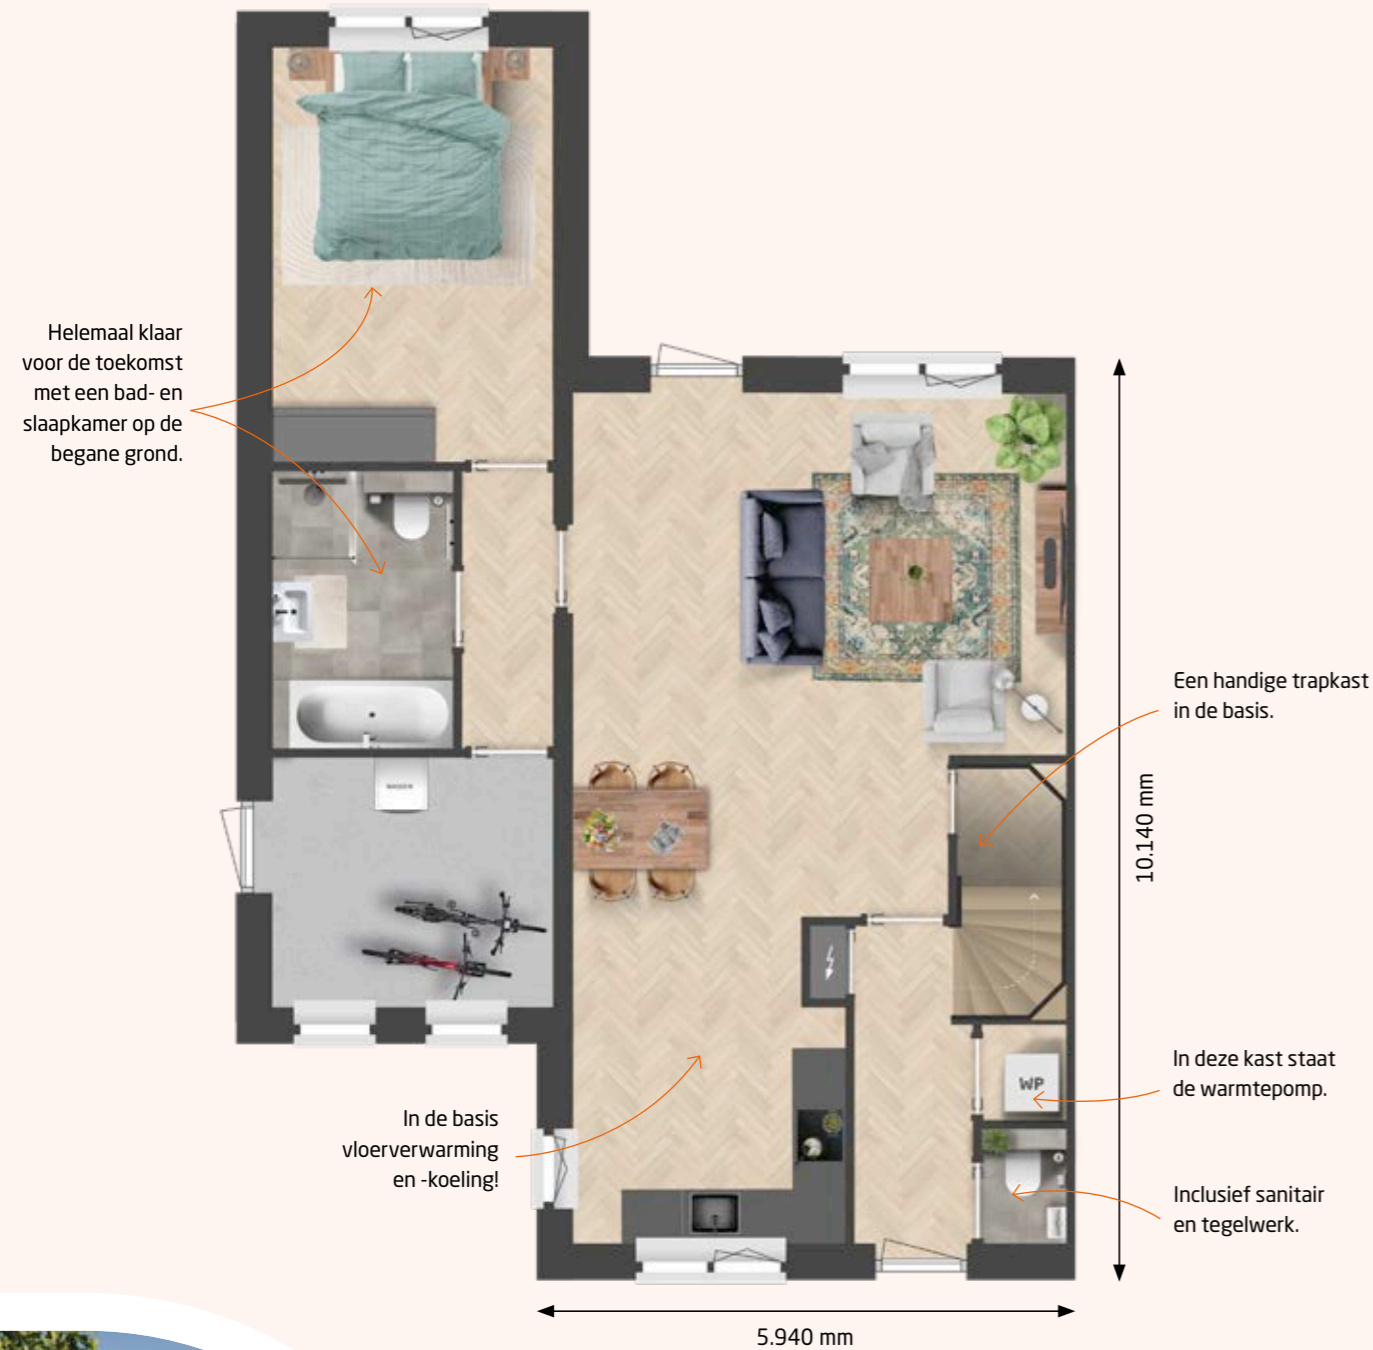 Helemaal klaar
voor de toekomst
met een bad- en
slaapkamer op de
begane grond.
Een handige trapkast
in de basis.
10.140 mm
In deze kast staat
de warmtepomp.
WP
In de basis
vloerverwarming
en -koeling!
Inclusief sanitair
en tegelwerk.
5.940 mm